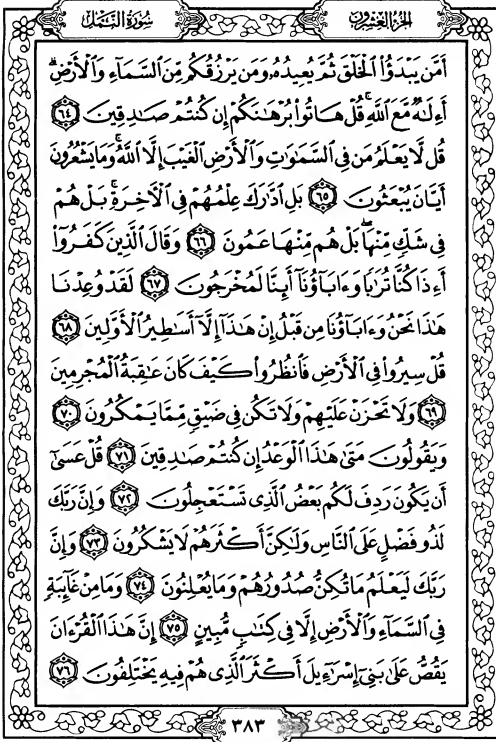 الجزء العشرون
سورة النمل
أَمَّن يَبْدَؤُا۟ ٱلْخَلْقَ ثُمَّ يُعِيدُهُۥ وَمَن يَرْزُقُكُم مِّنَ ٱلسَّمَآءِ وَٱلْأَرْضِ ۗ
أَءِلَٰهٌ مَّعَ ٱللَّهِ ۚ قُلْ هَاتُوا۟ بُرْهَٰنَكُمْ إِن كُنتُمْ صَٰدِقِينَ ٦٤
قُل لَّا يَعْلَمُ مَن فِى ٱلسَّمَٰوَٰتِ وَٱلْأَرْضِ ٱلْغَيْبَ إِلَّا ٱللَّهُ ۚ وَمَا يَشْعُرُونَ
أَيَّانَ يُبْعَثُونَ ٦٥ بَلِ ٱدَّٰرَكَ عِلْمُهُمْ فِى ٱلْءَاخِرَةِ ۚ بَلْ هُمْ
فِى شَكٍّ مِّنْهَا ۖ بَلْ هُم مِّنْهَا عَمُونَ ٦٦ وَقَالَ ٱلَّذِينَ كَفَرُوٓا۟
أَءِذَا كُنَّا تُرَٰبًا وَءَابَآؤُنَآ أَئِنَّا لَمُخْرَجُونَ ٦٧ لَقَدْ وُعِدْنَا
هَٰذَا نَحْنُ وَءَابَآؤُنَا مِن قَبْلُ إِنْ هَٰذَآ إِلَّآ أَسَٰطِيرُ ٱلْأَوَّلِينَ ٦٨
قُلْ سِيرُوا۟ فِى ٱلْأَرْضِ فَٱنظُرُوا۟ كَيْفَ كَانَ عَٰقِبَةُ ٱلْمُجْرِمِينَ
٦٩ وَلَا تَحْزَنْ عَلَيْهِمْ وَلَا تَكُن فِى ضَيْقٍ مِّمَّا يَمْكُرُونَ ٧٠
وَيَقُولُونَ مَتَىٰ هَٰذَا ٱلْوَعْدُ إِن كُنتُمْ صَٰدِقِينَ ٧١ قُلْ عَسَىٰٓ
أَن يَكُونَ رَدِفَ لَكُم بَعْضُ ٱلَّذِى تَسْتَعْجِلُونَ ٧٢ وَإِنَّ رَبَّكَ
لَذُو فَضْلٍ عَلَى ٱلنَّاسِ وَلَٰكِنَّ أَكْثَرَهُمْ لَا يَشْكُرُونَ ٧٣ وَإِنَّ
رَبَّكَ لَيَعْلَمُ مَا تُكِنُّ صُدُورُهُمْ وَمَا يُعْلِنُونَ ٧٤ وَمَا مِنْ غَآئِبَةٍ
فِى ٱلسَّمَآءِ وَٱلْأَرْضِ إِلَّا فِى كِتَٰبٍ مُّبِينٍ ٧٥ إِنَّ هَٰذَا ٱلْقُرْءَانَ
يَقُصُّ عَلَىٰ بَنِىٓ إِسْرَٰٓءِيلَ أَكْثَرَ ٱلَّذِى هُمْ فِيهِ يَخْتَلِفُونَ ٧٦
٣٨٣